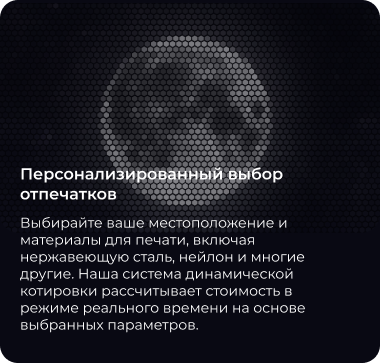 Персонализированный выбор
отпечатков
Выбирайте ваше местоположение и
материалы для печати, включая
нержавеющую сталь, нейлон и многие
другие. Наша система динамической
котировки рассчитывает стоимость в
режиме реального времени на основе
выбранных параметров.